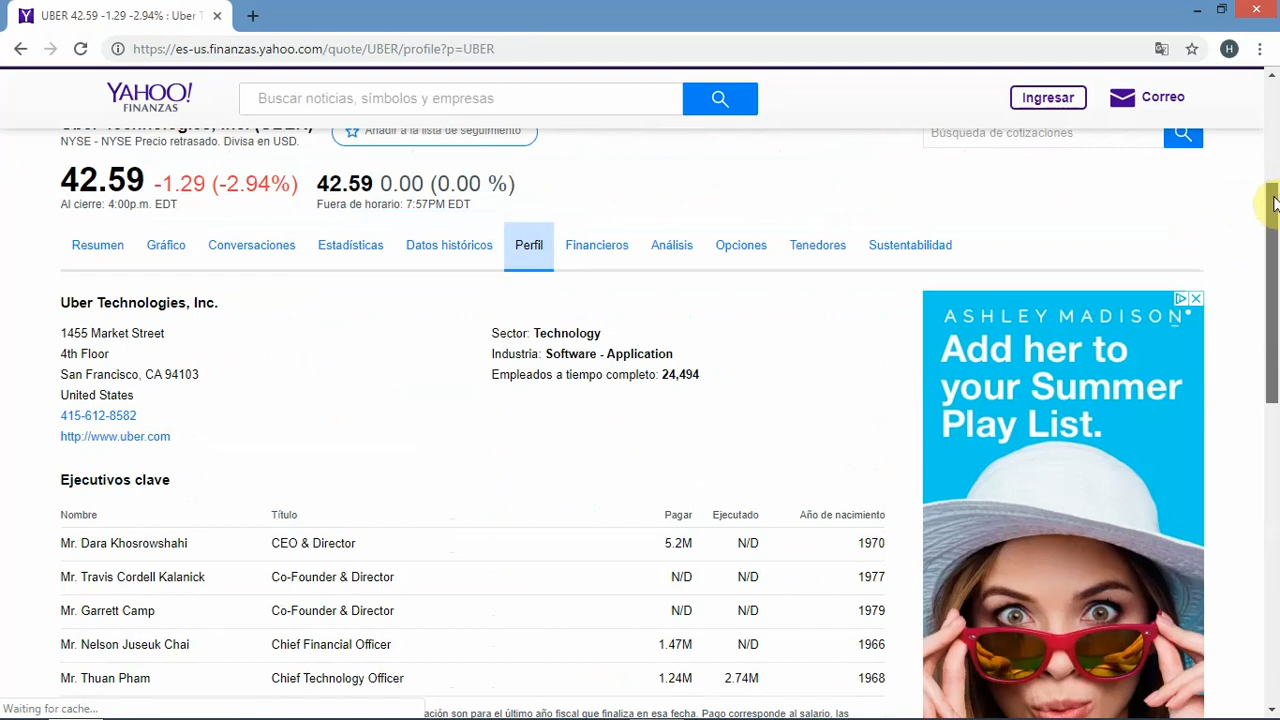 UBER 42.59 -1.29 -2.94% : Uber T
https://es-us.finanzas.yahoo.com/quote/UBER/profile?p=UBER
H
YAHOO!
FINANZAS
Buscar noticias, símbolos y empresas
Ingresar
Correo
Uber Technologies, Inc. (UBER)
Añadir a la lista de seguimiento
Búsqueda de cotizaciones
NYSE - NYSE Precio retrasado. Divisa en USD.
42.59 -1.29 (-2.94%)
Al cierre: 4:00p.m. EDT
42.59 0.00 (0.00 %)
Fuera de horario: 7:57PM EDT
Resumen Gráfico Conversaciones Estadísticas Datos históricos Perfil Financieros Análisis Opciones Tenedores Sustentabilidad
Uber Technologies, Inc.
1455 Market Street
4th Floor
San Francisco, CA 94103
United States
415-612-8582
http://www.uber.com
Sector: Technology
Industria: Software - Application
Empleados a tiempo completo: 24,494
Ejecutivos clave
Nombre Título Pagar Ejecutado Año de nacimiento
Mr. Dara Khosrowshahi CEO & Director 5.2M N/D 1970
Mr. Travis Cordell Kalanick Co-Founder & Director N/D N/D 1977
Mr. Garrett Camp Co-Founder & Director N/D N/D 1979
Mr. Nelson Juseuk Chai Chief Financial Officer 1.47M N/D 1966
Mr. Thuan Pham Chief Technology Officer 1.24M 2.74M 1968
ación son para el último año fiscal que finaliza en esa fecha. Pago corresponde al salario, las
Waiting for cache...
ASHLEY MADISON
Add her to
your Summer
Play List.